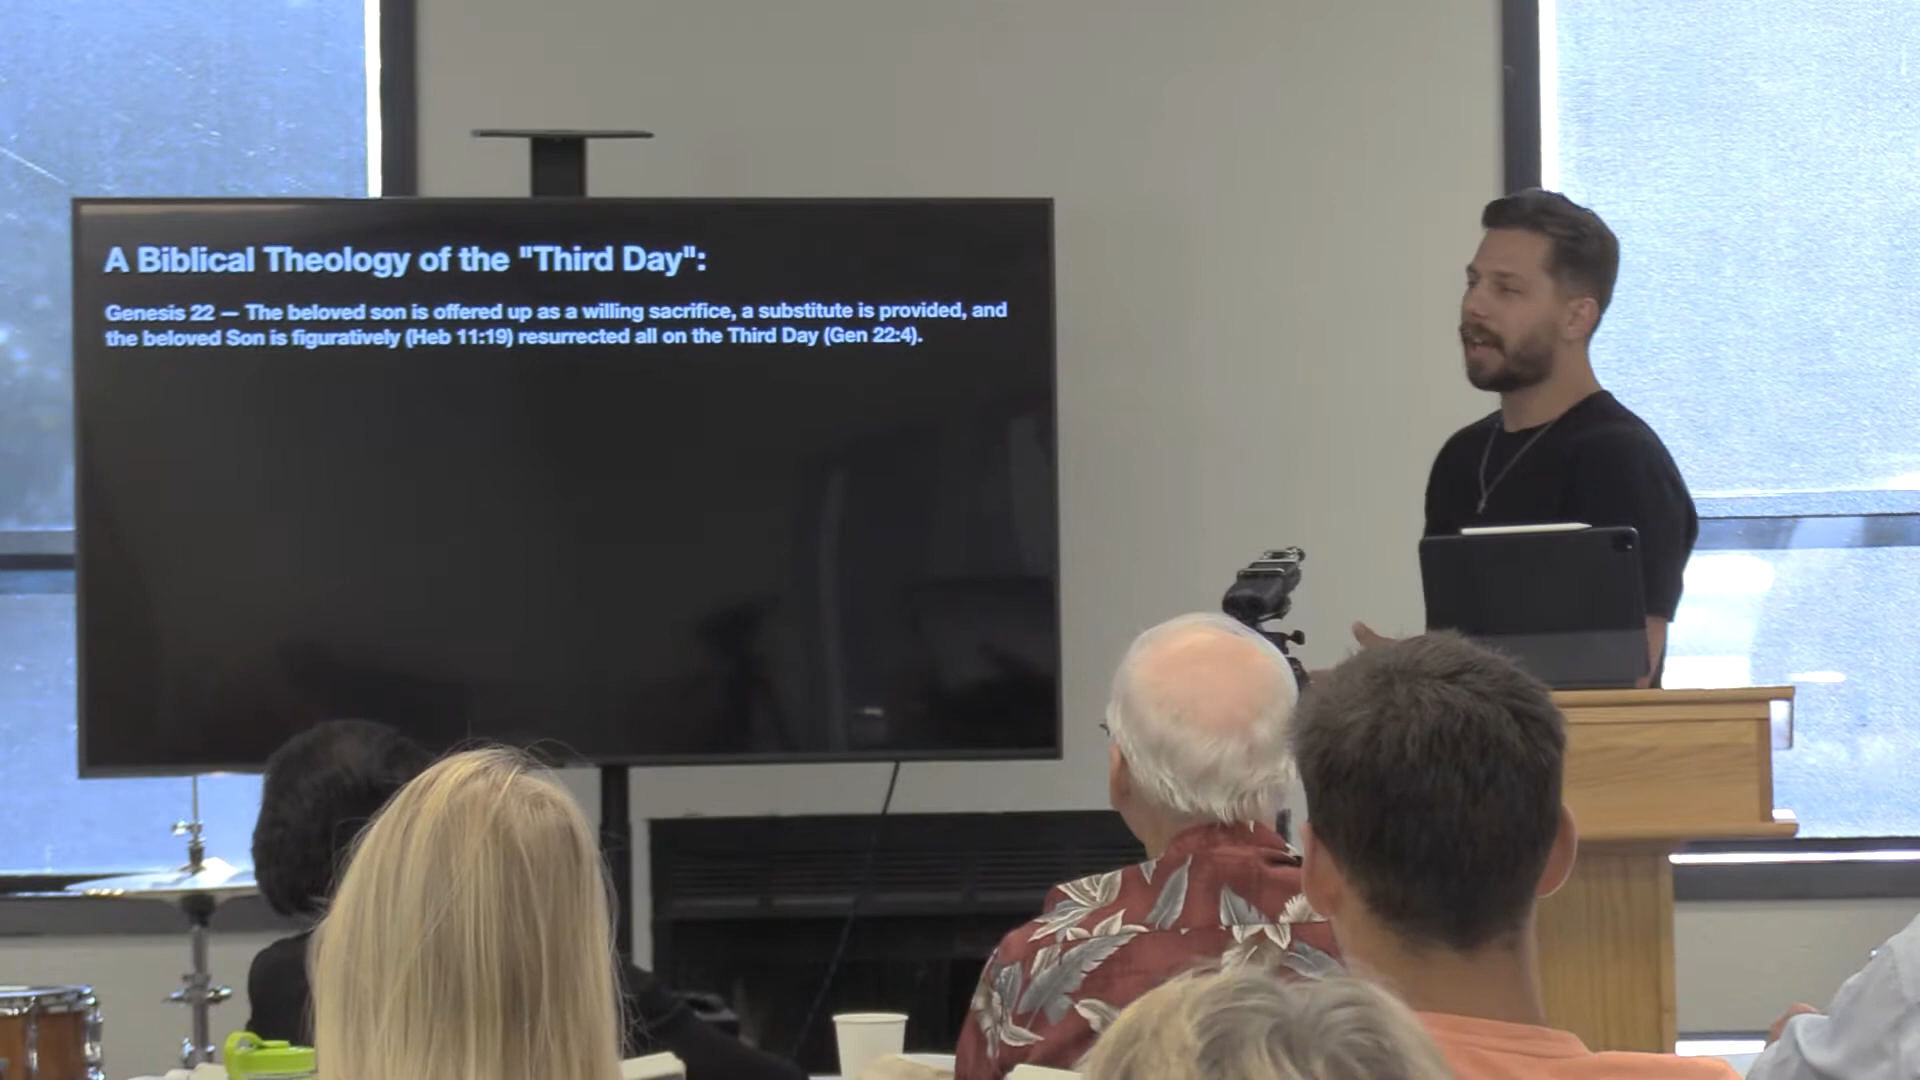 A Biblical Theology of the "Third Day":
Genesis 22 — The beloved son is offered up as a willing sacrifice, a substitute is provided, and
the beloved Son is figuratively (Heb 11:19) resurrected all on the Third Day (Gen 22:4).